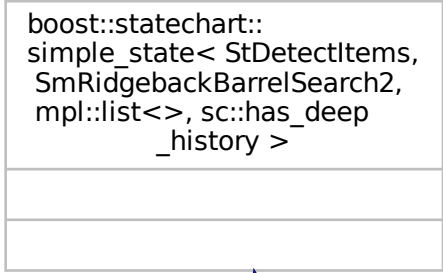 boost::statechart::
simple_state< StDetectItems,
SmRidgebackBarrelSearch2,
mpl::list<>, sc::has_deep
_history >